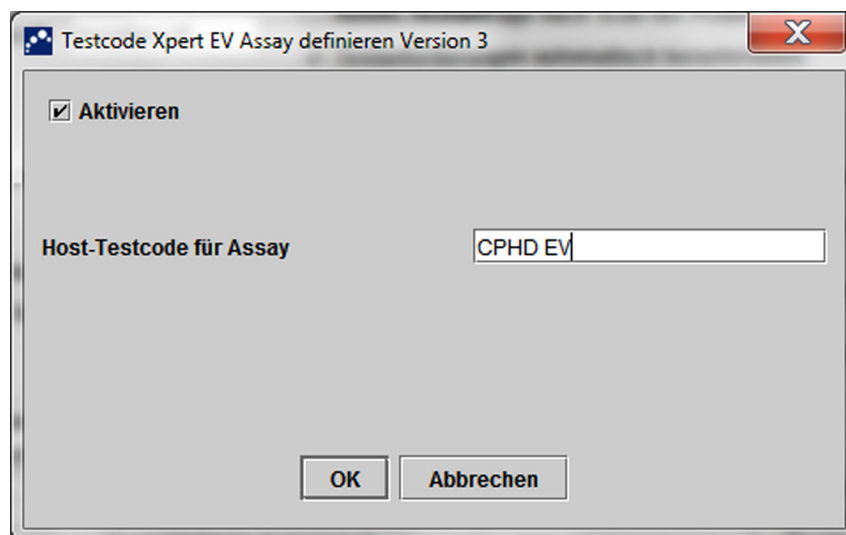 Testcode Xpert EV Assay definieren Version 3
Aktivieren
Host-Testcode für Assay
CPHD EV
OK
Abbrechen